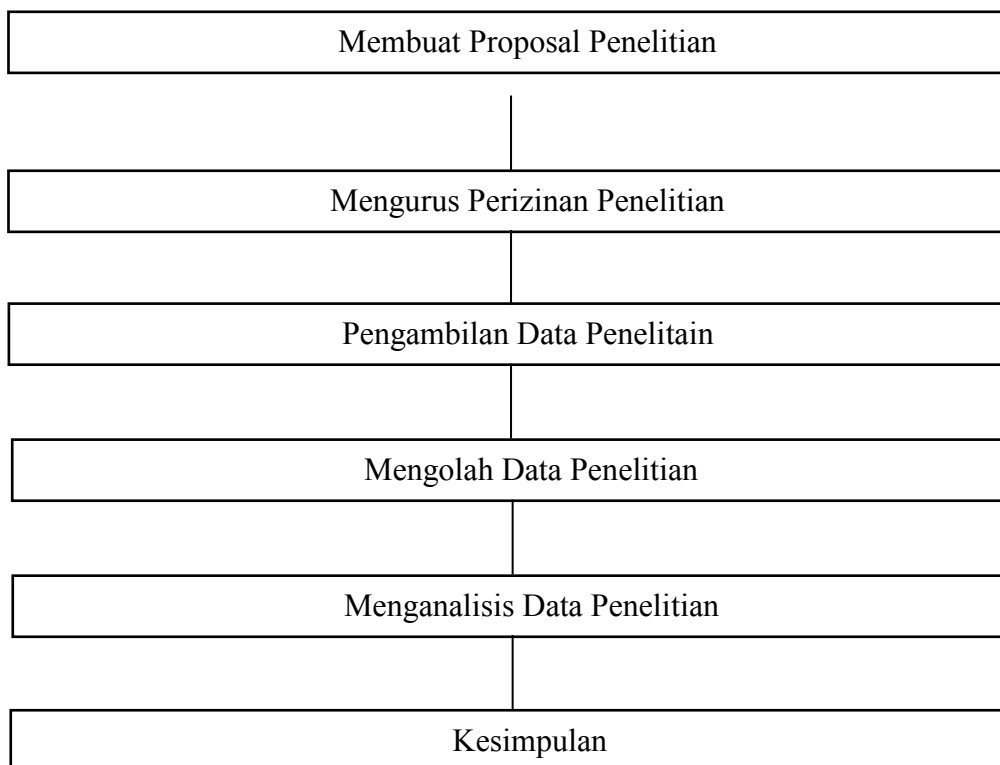 Membuat Proposal Penelitian
Mengurus Perizinan Penelitian
Pengambilan Data Penelitain
Mengolah Data Penelitian
Menganalisis Data Penelitian
Kesimpulan